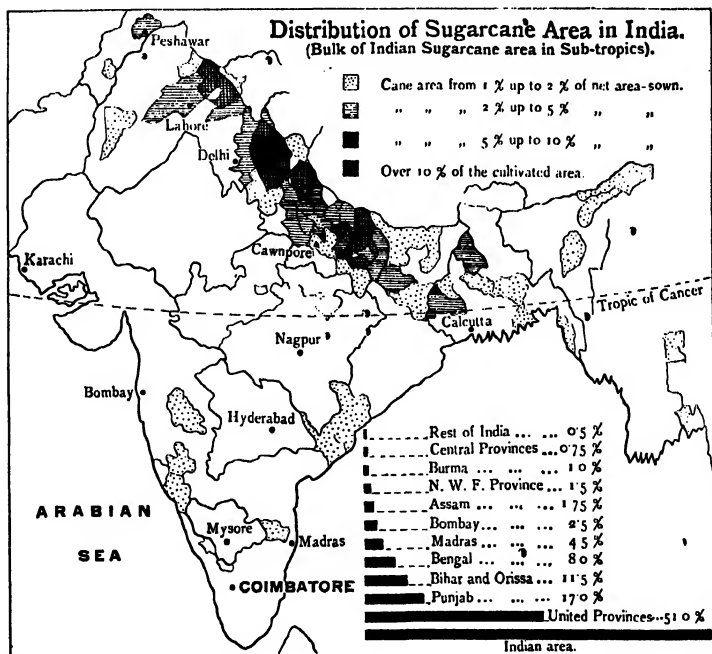 Distribution of Sugarcane Area in India.
(Bulk of Indian Sugarcane area in Sub-tropics).
Cane area from 1 % up to 2 % of net area-sown.
„ „ „ 2 % up to 5 % „ „
„ „ „ 5 % up to 10 % „ „
Over 10 % of the cultivated area.
Peshawar
Lahore
Delhi
Cawnpore
Karachi
Tropic of Cancer
Calcutta
Nagpur
Bombay
Hyderabad
ARABIAN
SEA
Mysore
Madras
COIMBATORE
Rest of India ... ... 0·5 %
Central Provinces ... 0·75 %
Burma ... ... ... 1 0 %
N. W. F. Province ... 1·5 %
Assam ... ... ... 1 75 %
Bombay ... ... ... 2·5 %
Madras ... ... ... 4 5 %
Bengal ... ... ... 8 0 %
Bihar and Orissa ... 11·5 %
Punjab ... ... ... 17·0 %
United Provinces...51 0 %
Indian area.